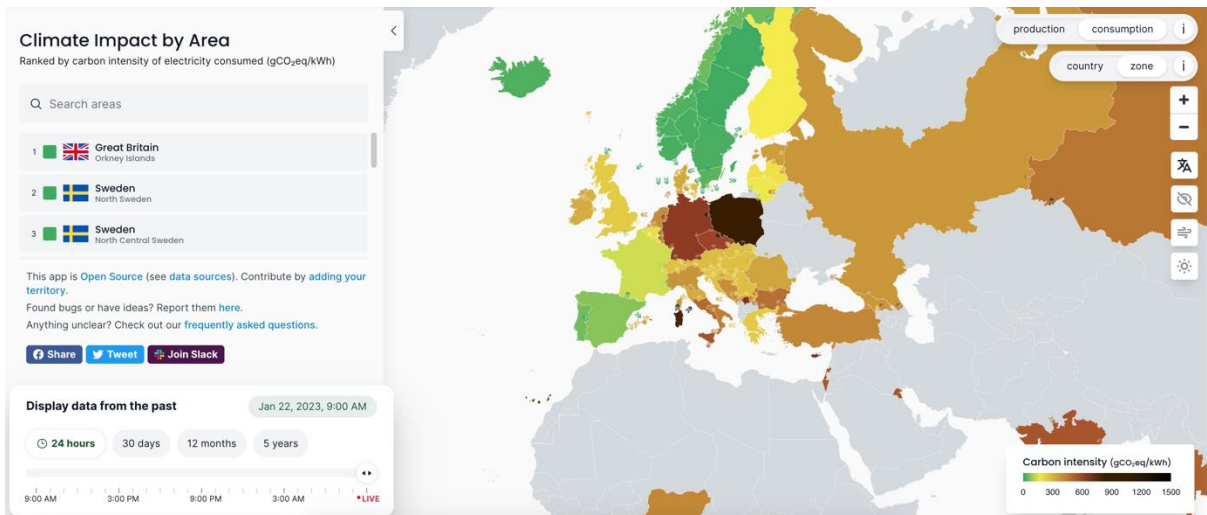 Climate Impact by Area
Ranked by carbon intensity of electricity consumed (gCO₂eq/kWh)
Search areas
1 Great Britain
Orkney Islands
2 Sweden
North Sweden
3 Sweden
North Central Sweden
This app is Open Source (see data sources). Contribute by adding your
territory.
Found bugs or have ideas? Report them here.
Anything unclear? Check out our frequently asked questions.
Share Tweet Join Slack
Display data from the past Jan 22, 2023, 9:00 AM
24 hours 30 days 12 months 5 years
9:00 AM 3:00 PM 9:00 PM 3:00 AM LIVE
production consumption i
country zone i
+
−
Carbon intensity (gCO₂eq/kWh)
0 300 600 900 1200 1500